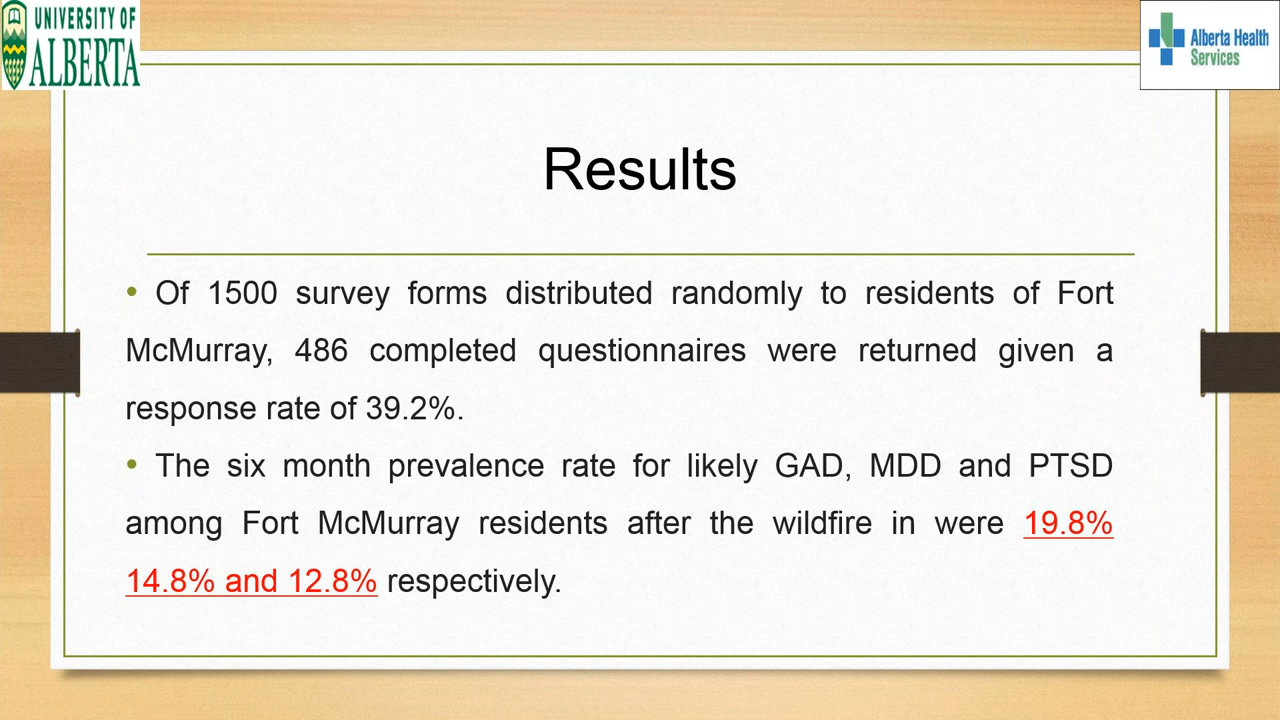 UNIVERSITY OF
ALBERTA
Alberta Health
Services
Results
• Of 1500 survey forms distributed randomly to residents of Fort
McMurray, 486 completed questionnaires were returned given a
response rate of 39.2%.
• The six month prevalence rate for likely GAD, MDD and PTSD
among Fort McMurray residents after the wildfire in were 19.8%
14.8% and 12.8% respectively.